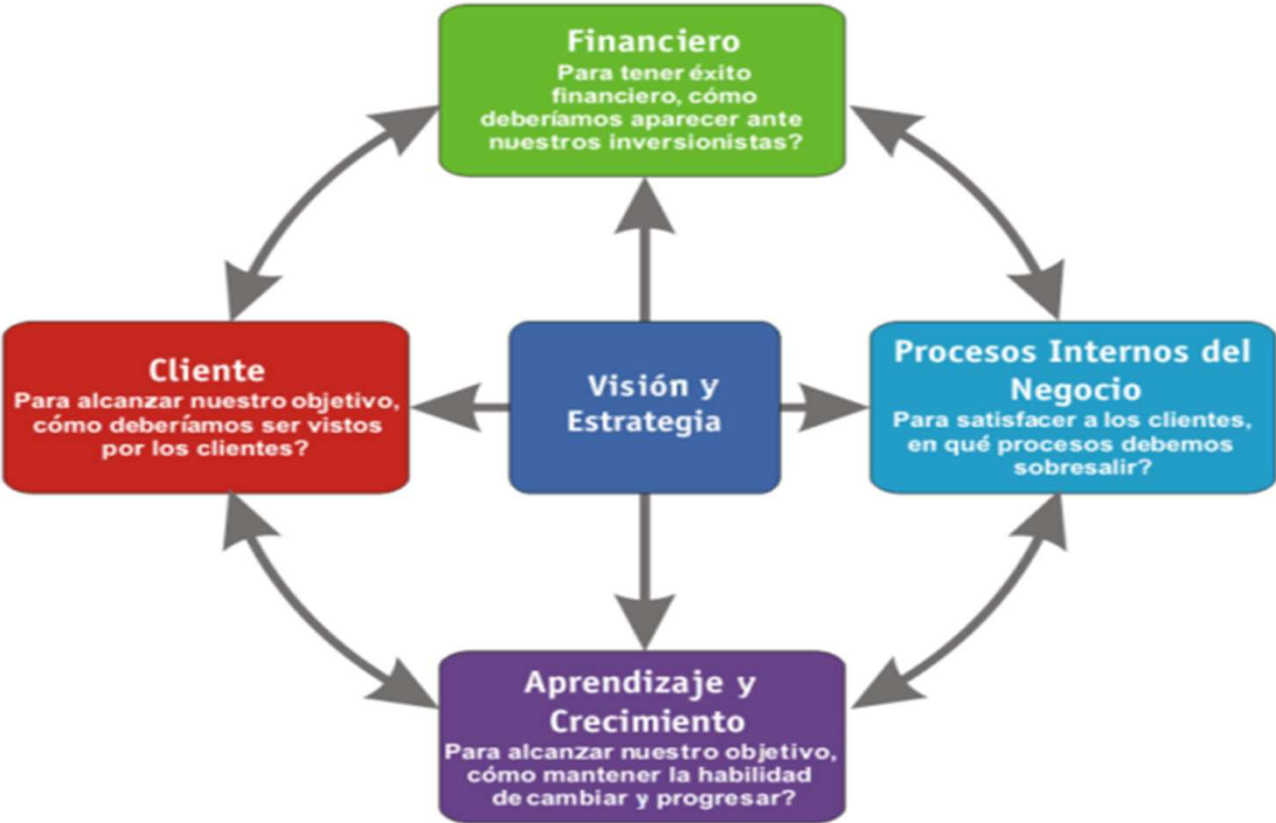 Financiero
Para tener éxito
financiero, cómo
deberíamos aparecer ante
nuestros inversionistas?
Cliente
Para alcanzar nuestro objetivo,
cómo deberíamos ser vistos
por los clientes?
Visión y
Estrategia
Procesos Internos del
Negocio
Para satisfacer a los clientes,
en qué procesos debemos
sobresalir?
Aprendizaje y
Crecimiento
Para alcanzar nuestro objetivo,
cómo mantener la habilidad
de cambiar y progresar?